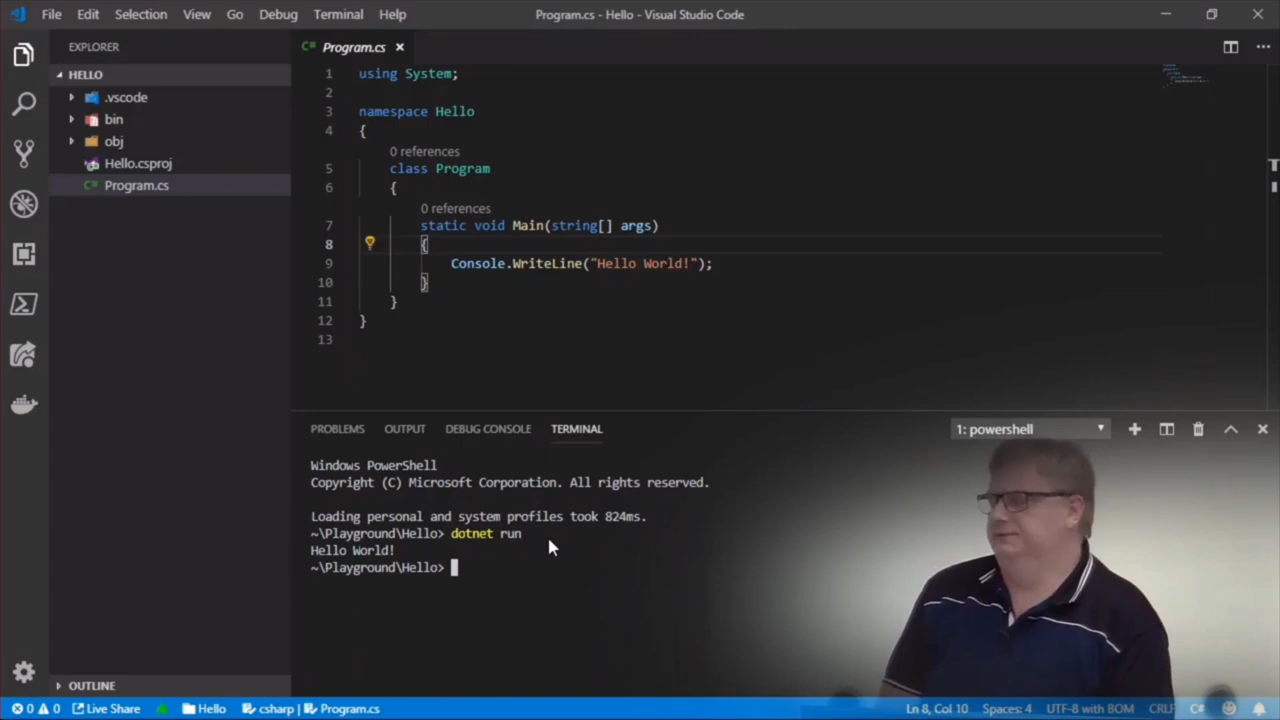 File Edit Selection View Go Debug Terminal Help
Program.cs - Hello - Visual Studio Code
EXPLORER
HELLO
.vscode
bin
obj
Hello.csproj
Program.cs
OUTLINE
Program.cs
1 using System;
2
3 namespace Hello
4 {
0 references
5 class Program
6 {
0 references
7 static void Main(string[] args)
8 {
9 Console.WriteLine("Hello World!");
10 }
11 }
12 }
13
PROBLEMS OUTPUT DEBUG CONSOLE TERMINAL
1: powershell
Windows PowerShell
Copyright (C) Microsoft Corporation. All rights reserved.
Loading personal and system profiles took 824ms.
~\Playground\Hello> dotnet run
Hello World!
~\Playground\Hello>
0 0 Live Share Hello csharp | Program.cs
Ln 8, Col 10 Spaces: 4 UTF-8 with BOM CRLF C#